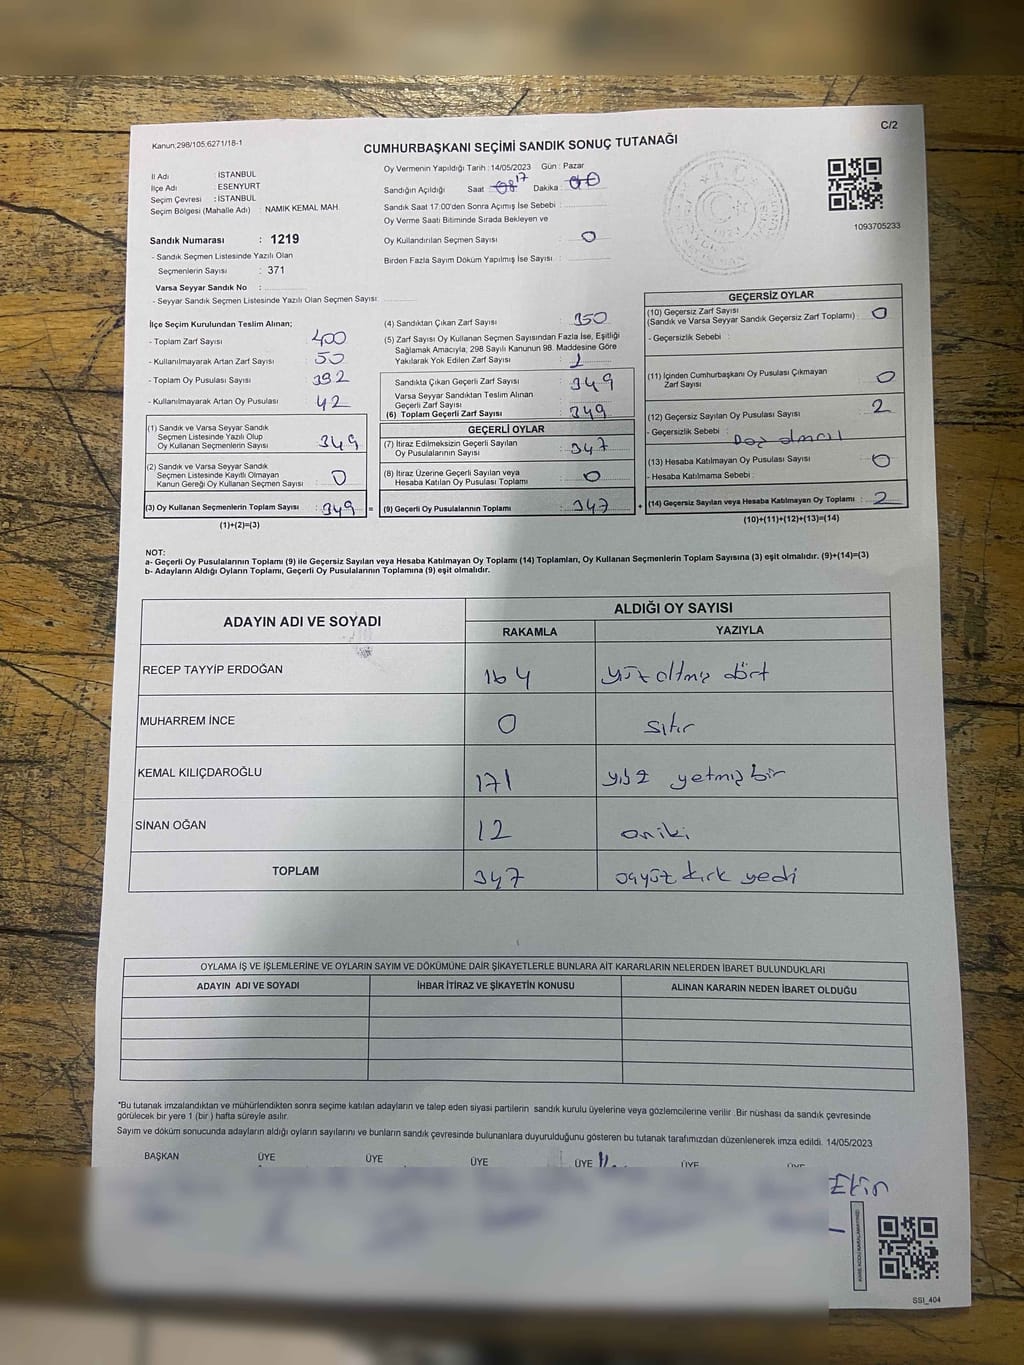 C/2
Kanun:298/105:6271/18-1
CUMHURBAŞKANI SEÇİMİ SANDIK SONUÇ TUTANAĞI
1093705233
İl Adı : İSTANBUL
İlçe Adı : ESENYURT
Seçim Çevresi : İSTANBUL
Seçim Bölgesi (Mahalle Adı) : NAMIK KEMAL MAH.
Oy Vermenin Yapıldığı Tarih :14/05/2023 Gün : Pazar
Sandığın Açıldığı Saat 08 17 Dakika 00
Sandık Saat 17:00'den Sonra Açımış İse Sebebi :
Oy Verme Saati Bitiminde Sırada Bekleyen ve
Oy Kullandırılan Seçmen Sayısı : 0
Birden Fazla Sayım Döküm Yapılmış İse Sayısı :
Sandık Numarası : 1219
- Sandık Seçmen Listesinde Yazılı Olan
Seçmenlerin Sayısı : 371
Varsa Seyyar Sandık No :
- Seyyar Sandık Seçmen Listesinde Yazılı Olan Seçmen Sayısı:
İlçe Seçim Kurulundan Teslim Alınan;
- Toplam Zarf Sayısı : 400
- Kullanılmayarak Artan Zarf Sayısı : 50
- Toplam Oy Pusulası Sayısı : 392
- Kullanılmayarak Artan Oy Pusulası : 42
(1) Sandık ve Varsa Seyyar Sandık
Seçmen Listesinde Yazılı Olup
Oy Kullanan Seçmenlerin Sayısı : 349
(2) Sandık ve Varsa Seyyar Sandık
Seçmen Listesinde Kayıtlı Olmayan
Kanun Gereği Oy Kullanan Seçmen Sayısı : 0
(3) Oy Kullanan Seçmenlerin Toplam Sayısı : 349 =
(1)+(2)=(3)
(4) Sandıktan Çıkan Zarf Sayısı : 350
(5) Zarf Sayısı Oy Kullanan Seçmen Sayısından Fazla İse, Eşitliği
Sağlamak Amacıyla, 298 Sayılı Kanunun 98. Maddesine Göre
Yakılarak Yok Edilen Zarf Sayısı : 1
Sandıkta Çıkan Geçerli Zarf Sayısı : 349
Varsa Seyyar Sandıktan Teslim Alınan
Geçerli Zarf Sayısı :
(6) Toplam Geçerli Zarf Sayısı : 349
GEÇERLİ OYLAR
(7) İtiraz Edilmeksizin Geçerli Sayılan
Oy Pusulalarının Sayısı : 347
(8) İtiraz Üzerine Geçerli Sayılan veya
Hesaba Katılan Oy Pusulası Toplamı : 0
(9) Geçerli Oy Pusulalarının Toplamı : 347 +
GEÇERSİZ OYLAR
(10) Geçersiz Zarf Sayısı
(Sandık ve Varsa Seyyar Sandık Geçersiz Zarf Toplamı) : 0
- Geçersizlik Sebebi :
(11) İçinden Cumhurbaşkanı Oy Pusulası Çıkmayan
Zarf Sayısı : 0
(12) Geçersiz Sayılan Oy Pusulası Sayısı : 2
- Geçersizlik Sebebi :
(13) Hesaba Katılmayan Oy Pusulası Sayısı : 0
- Hesaba Katılmama Sebebi :
(14) Geçersiz Sayılan veya Hesaba Katılmayan Oy Toplamı : 2
(10)+(11)+(12)+(13)=(14)
NOT:
a- Geçerli Oy Pusulalarının Toplamı (9) ile Geçersiz Sayılan veya Hesaba Katılmayan Oy Toplamı (14) Toplamları, Oy Kullanan Seçmenlerin Toplam Sayısına (3) eşit olmalıdır. (9)+(14)=(3)
b- Adayların Aldığı Oyların Toplamı, Geçerli Oy Pusulalarının Toplamına (9) eşit olmalıdır.
ADAYIN ADI VE SOYADI
ALDIĞI OY SAYISI
RAKAMLA YAZIYLA
RECEP TAYYİP ERDOĞAN 164 yüz altmış dört
MUHARREM İNCE 0 sıfır
KEMAL KILIÇDAROĞLU 171 yüz yetmiş bir
SİNAN OĞAN 12 oniki
TOPLAM 347 üçyüz kırk yedi
OYLAMA İŞ VE İŞLEMLERİNE VE OYLARIN SAYIM VE DÖKÜMÜNE DAİR ŞİKAYETLERLE BUNLARA AİT KARARLARIN NELERDEN İBARET BULUNDUKLARI
ADAYIN ADI VE SOYADI İHBAR İTİRAZ VE ŞİKAYETİN KONUSU ALINAN KARARIN NEDEN İBARET OLDUĞU
*Bu tutanak imzalandıktan ve mühürlendikten sonra seçime katılan adayların ve talep eden siyasi partilerin sandık kurulu üyelerine veya gözlemcilerine verilir. Bir nüshası da sandık çevresinde
görülecek bir yere 1 (bir) hafta süreyle asılır.
Sayım ve döküm sonucunda adayların aldığı oyların sayılarını ve bunların sandık çevresinde bulunanlara duyurulduğunu gösteren bu tutanak tarafımızdan düzenlenerek imza edildi. 14/05/2023
BAŞKAN ÜYE ÜYE ÜYE ÜYE ÜYE ÜYE
SSI_404